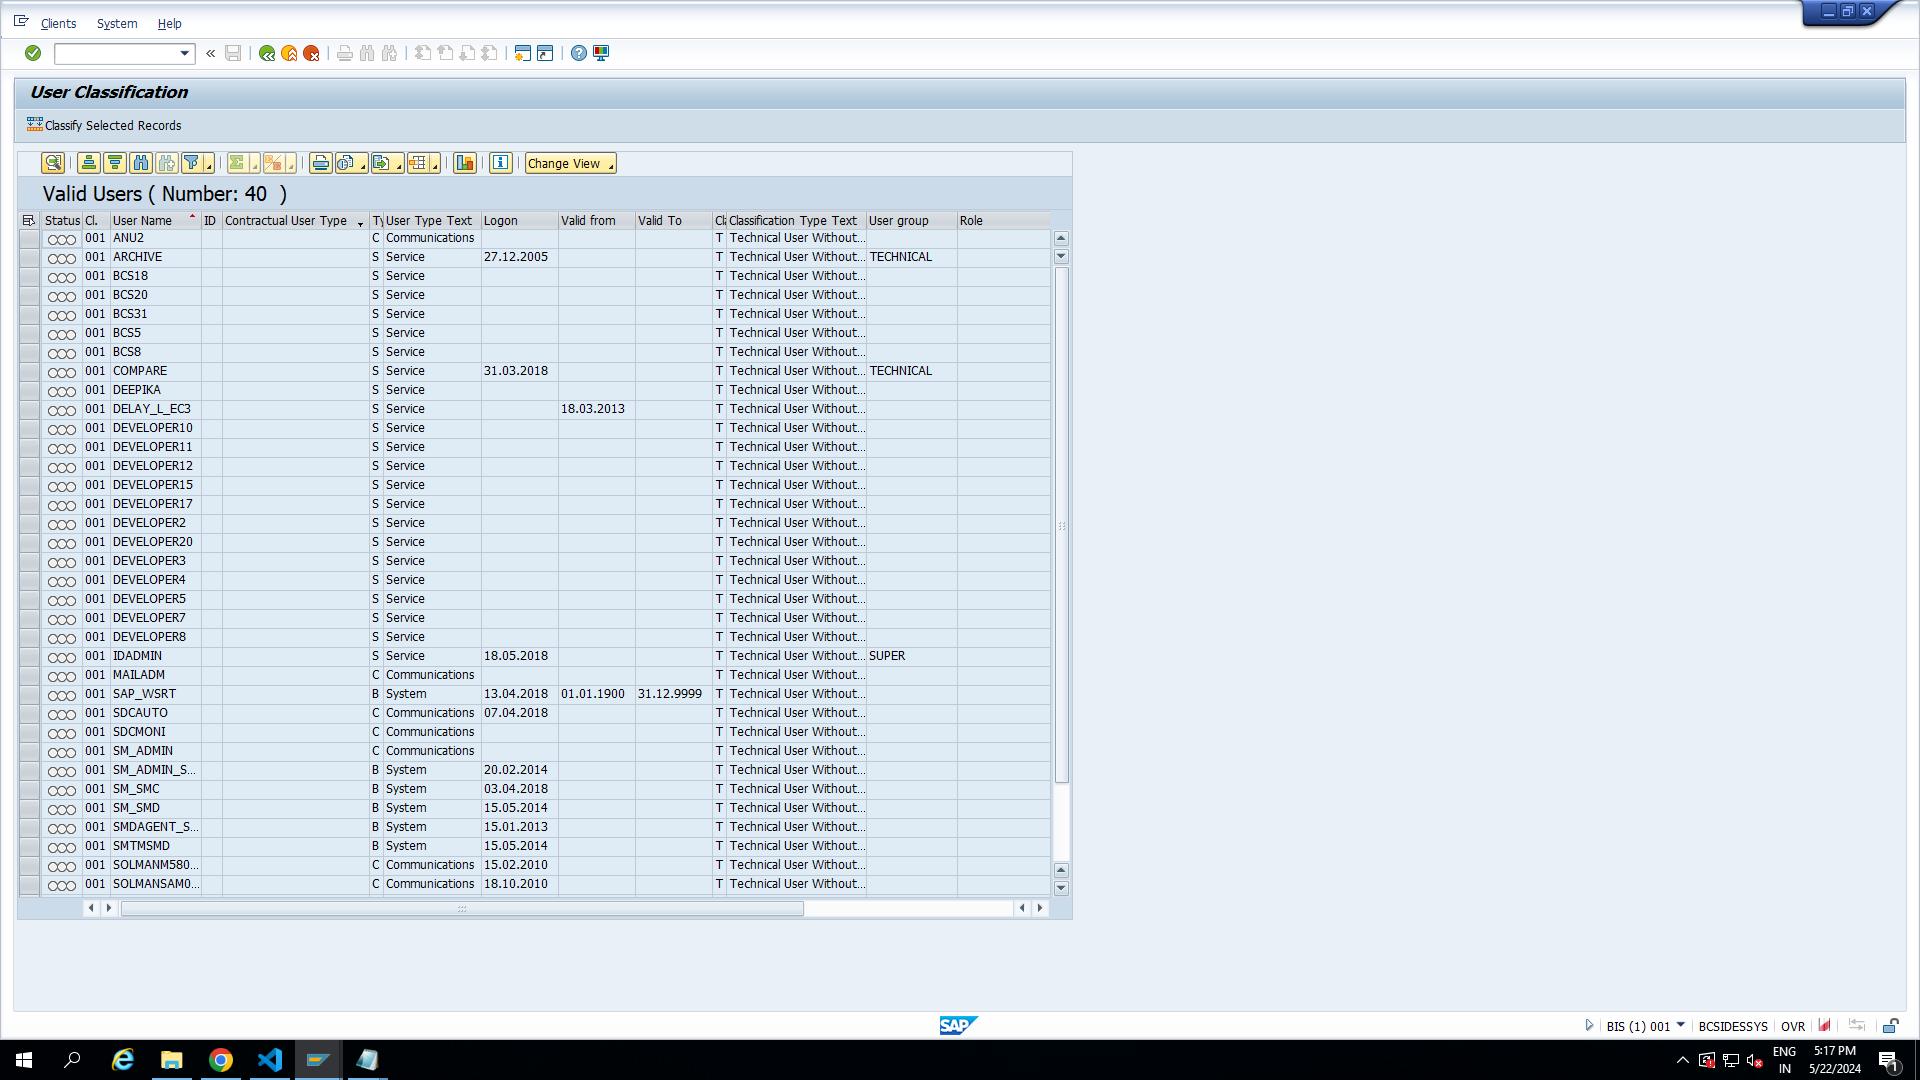 Clients System Help
User Classification
Classify Selected Records
Change View
Valid Users ( Number: 40 )
Status Cl. User Name ID Contractual User Type Ty User Type Text Logon Valid from Valid To Cl Classification Type Text User group Role
001 ANU2 C Communications T Technical User Without...
001 ARCHIVE S Service 27.12.2005 T Technical User Without... TECHNICAL
001 BCS18 S Service T Technical User Without...
001 BCS20 S Service T Technical User Without...
001 BCS31 S Service T Technical User Without...
001 BCS5 S Service T Technical User Without...
001 BCS8 S Service T Technical User Without...
001 COMPARE S Service 31.03.2018 T Technical User Without... TECHNICAL
001 DEEPIKA S Service T Technical User Without...
001 DELAY_L_EC3 S Service 18.03.2013 T Technical User Without...
001 DEVELOPER10 S Service T Technical User Without...
001 DEVELOPER11 S Service T Technical User Without...
001 DEVELOPER12 S Service T Technical User Without...
001 DEVELOPER15 S Service T Technical User Without...
001 DEVELOPER17 S Service T Technical User Without...
001 DEVELOPER2 S Service T Technical User Without...
001 DEVELOPER20 S Service T Technical User Without...
001 DEVELOPER3 S Service T Technical User Without...
001 DEVELOPER4 S Service T Technical User Without...
001 DEVELOPER5 S Service T Technical User Without...
001 DEVELOPER7 S Service T Technical User Without...
001 DEVELOPER8 S Service T Technical User Without...
001 IDADMIN S Service 18.05.2018 T Technical User Without... SUPER
001 MAILADM C Communications T Technical User Without...
001 SAP_WSRT B System 13.04.2018 01.01.1900 31.12.9999 T Technical User Without...
001 SDCAUTO C Communications 07.04.2018 T Technical User Without...
001 SDCMONI C Communications T Technical User Without...
001 SM_ADMIN C Communications T Technical User Without...
001 SM_ADMIN_S... B System 20.02.2014 T Technical User Without...
001 SM_SMC B System 03.04.2018 T Technical User Without...
001 SM_SMD B System 15.05.2014 T Technical User Without...
001 SMDAGENT_S... B System 15.01.2013 T Technical User Without...
001 SMTMSMD B System 15.05.2014 T Technical User Without...
001 SOLMANM580... C Communications 15.02.2010 T Technical User Without...
001 SOLMANSAM0... C Communications 18.10.2010 T Technical User Without...
SAP
BIS (1) 001 BCSIDESSYS OVR
ENG 5:17 PM
IN 5/22/2024 1